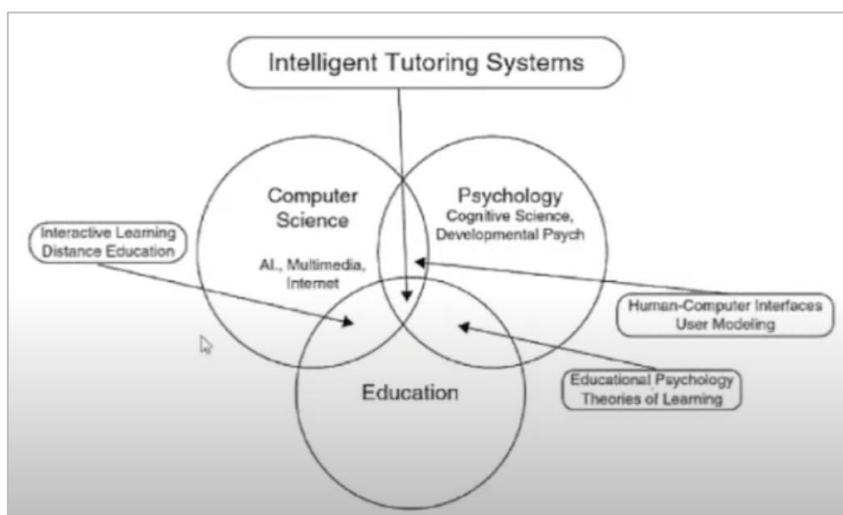 Intelligent Tutoring Systems
Computer
Science
AI., Multimedia,
Internet
Psychology
Cognitive Science,
Developmental Psych
Interactive Learning
Distance Education
Human-Computer Interfaces
User Modeling
Educational Psychology
Theories of Learning
Education